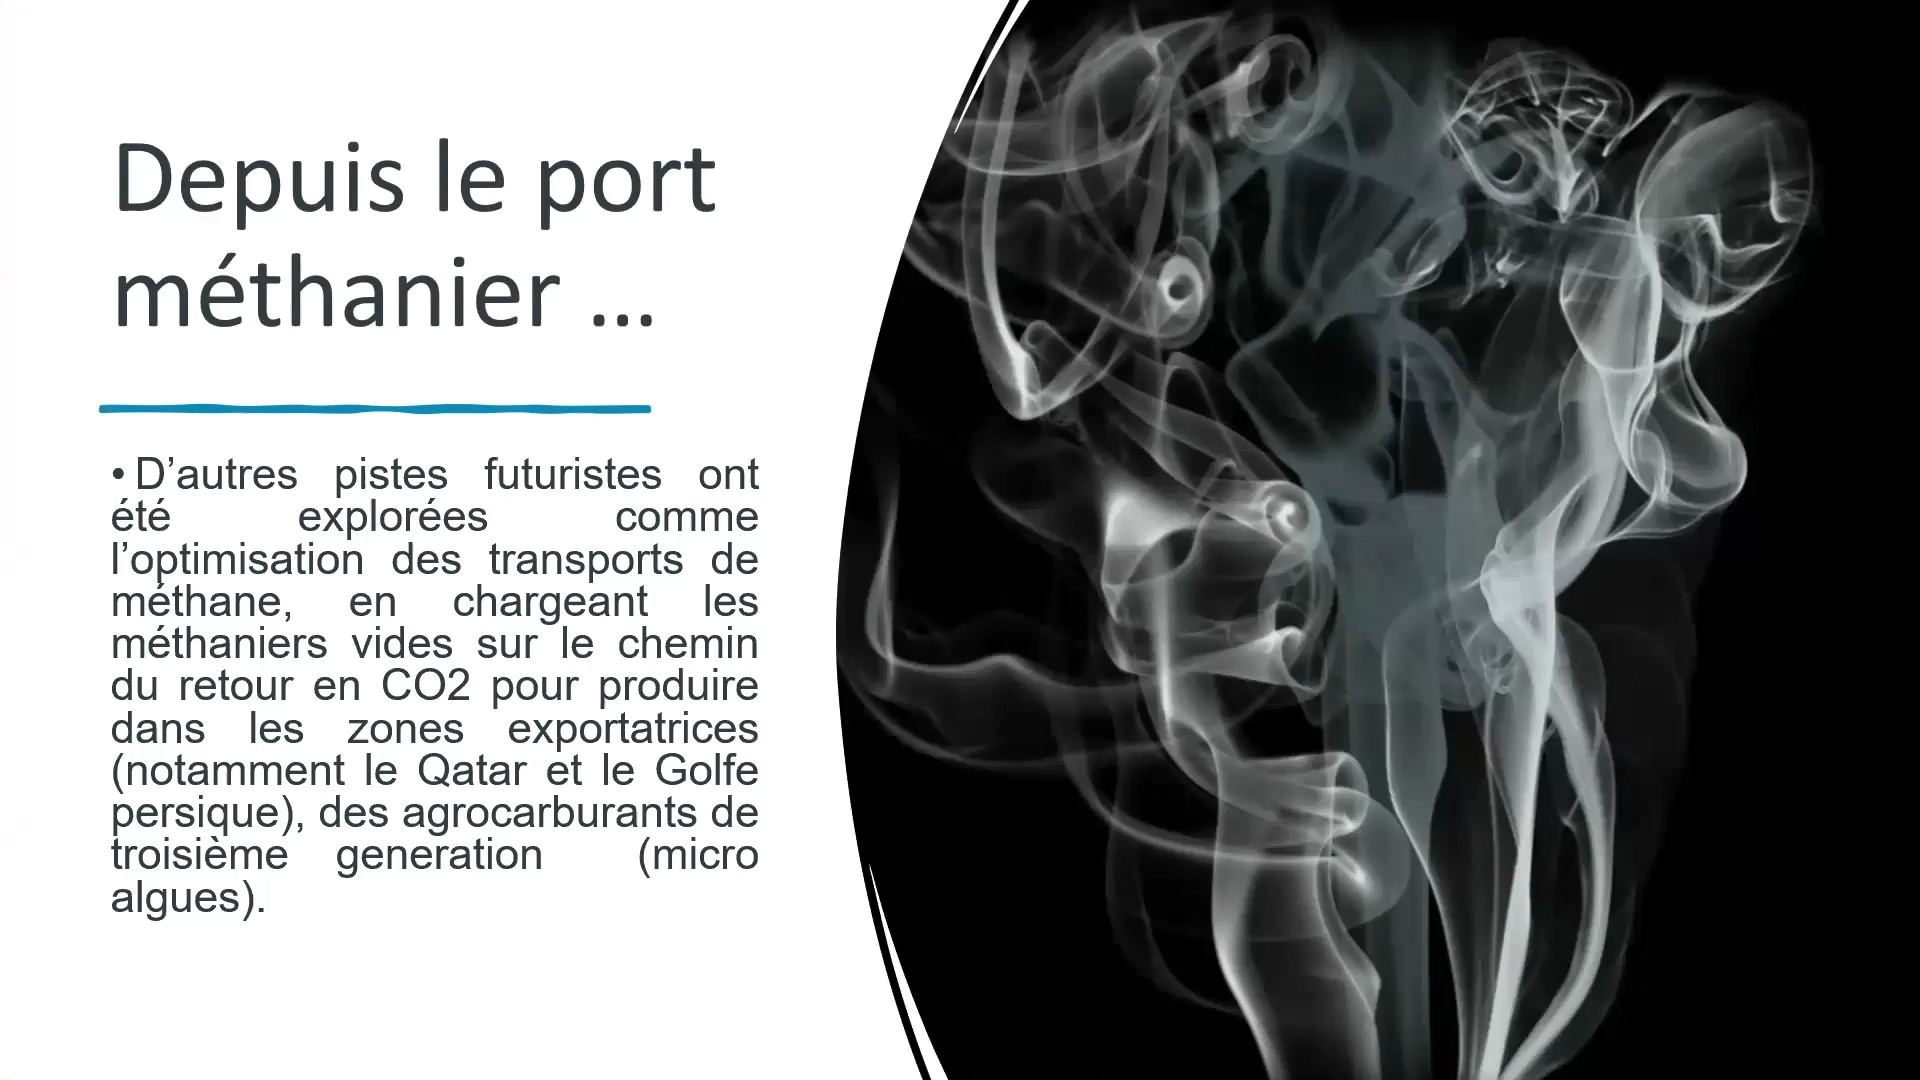 Depuis le port
méthanier ...
• D’autres pistes futuristes ont
été explorées comme
l’optimisation des transports de
méthane, en chargeant les
méthaniers vides sur le chemin
du retour en CO2 pour produire
dans les zones exportatrices
(notamment le Qatar et le Golfe
persique), des agrocarburants de
troisième generation (micro
algues).